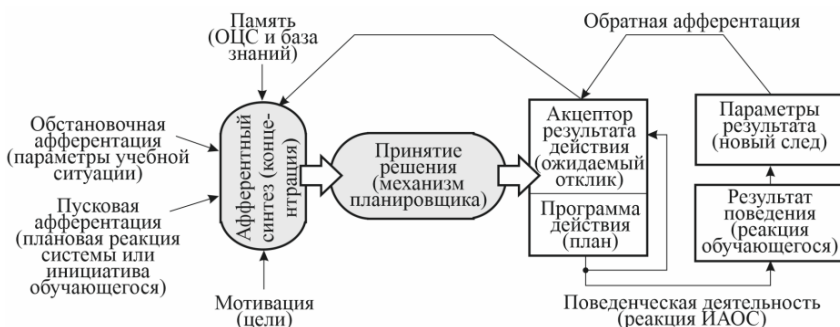 Память
(ОЦС и база
знаний)
Обратная афферентация
Обстановочная
афферентация
(параметры учебной
ситуации)
Пусковая
афферентация
(плановая реакция
системы или
инициатива
обучающегося)
Афферентный
синтез (конце-
нтрация)
Мотивация
(цели)
Принятие
решения
(механизм
планировщика)
Акцептор
результата
действия
(ожидаемый
отклик)
Программа
действия
(план)
Параметры
результата
(новый след)
Результат
поведения
(реакция
обучающегося)
Поведенческая деятельность
(реакция ИАОС)